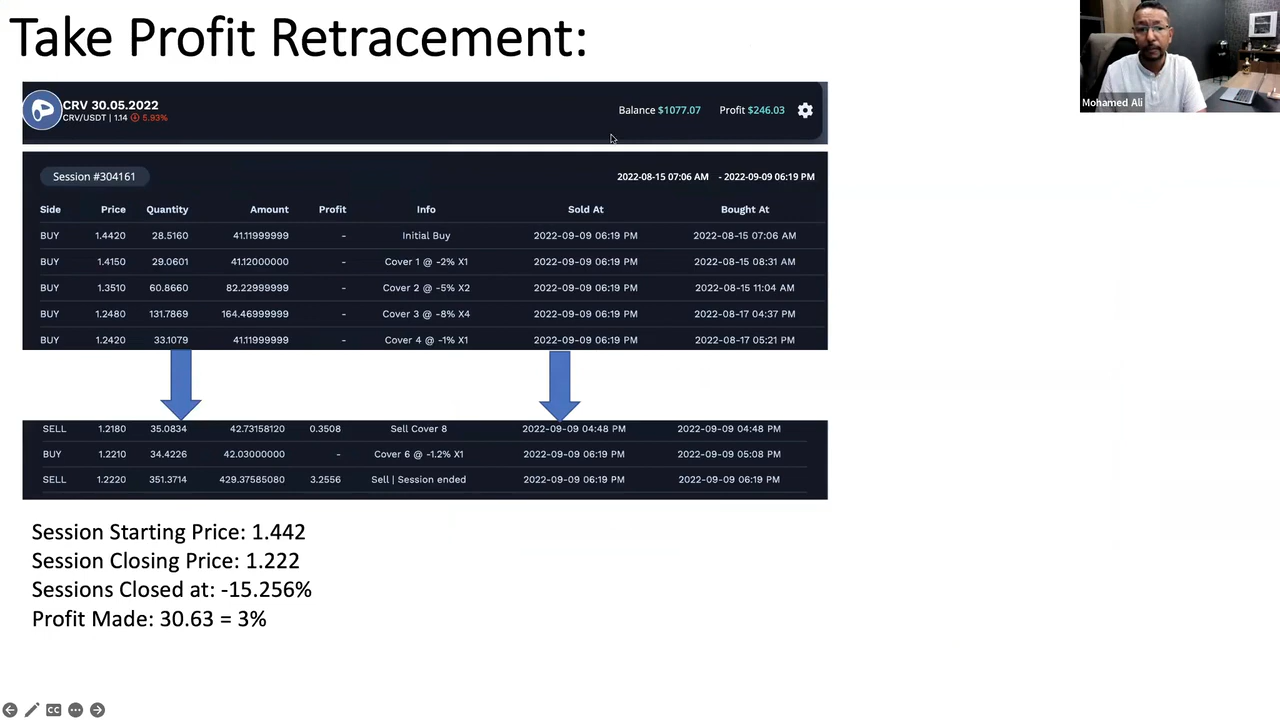 Take Profit Retracement:
Mohamed Ali
CRV 30.05.2022
CRV/USDT | 1.14 5.93%
Balance $1077.07 Profit $246.03
Session #304161 2022-08-15 07:06 AM - 2022-09-09 06:19 PM
Side Price Quantity Amount Profit Info Sold At Bought At
BUY 1.4420 28.5160 41.11999999 - Initial Buy 2022-09-09 06:19 PM 2022-08-15 07:06 AM
BUY 1.4150 29.0601 41.12000000 - Cover 1 @ -2% X1 2022-09-09 06:19 PM 2022-08-15 08:31 AM
BUY 1.3510 60.8660 82.22999999 - Cover 2 @ -5% X2 2022-09-09 06:19 PM 2022-08-15 11:04 AM
BUY 1.2480 131.7869 164.46999999 - Cover 3 @ -8% X4 2022-09-09 06:19 PM 2022-08-17 04:37 PM
BUY 1.2420 33.1079 41.11999999 - Cover 4 @ -1% X1 2022-09-09 06:19 PM 2022-08-17 05:21 PM
SELL 1.2180 35.0834 42.73158120 0.3508 Sell Cover 8 2022-09-09 04:48 PM 2022-09-09 04:48 PM
BUY 1.2210 34.4226 42.03000000 - Cover 6 @ -1.2% X1 2022-09-09 06:19 PM 2022-09-09 05:08 PM
SELL 1.2220 351.3714 429.37585080 3.2556 Sell | Session ended 2022-09-09 06:19 PM 2022-09-09 06:19 PM
Session Starting Price: 1.442
Session Closing Price: 1.222
Sessions Closed at: -15.256%
Profit Made: 30.63 = 3%
CC